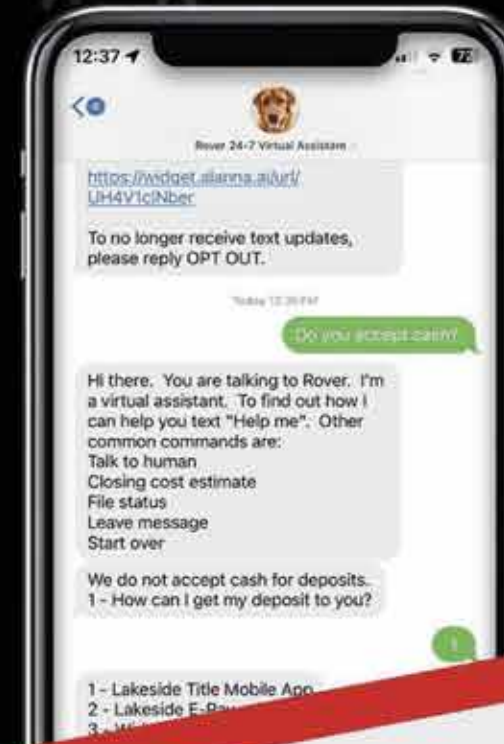 12:37
Rover 24-7 Virtual Assistant
https://widget.alanna.ai/url/
To no longer receive text updates,
please reply OPT OUT.
Do you accept cash?
Hi there. You are talking to Rover. I'm
a virtual assistant. To find out how I
can help you text "Help me". Other
common commands are:
Talk to human
Closing cost estimate
File status
Leave message
Start over
We do not accept cash for deposits.
1 - How can I get my deposit to you?
1
1 - Lakeside Title Mobile App
2 - Lakeside
3 -